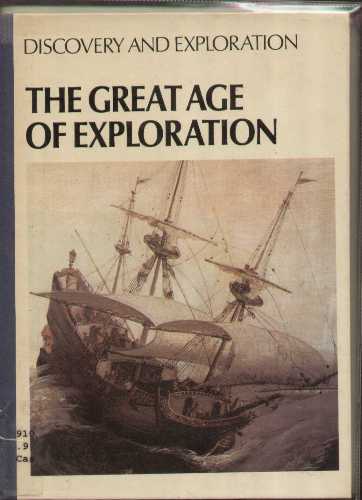 DISCOVERY AND EXPLORATION
THE GREAT AGE
OF EXPLORATION
910
.9
Cas